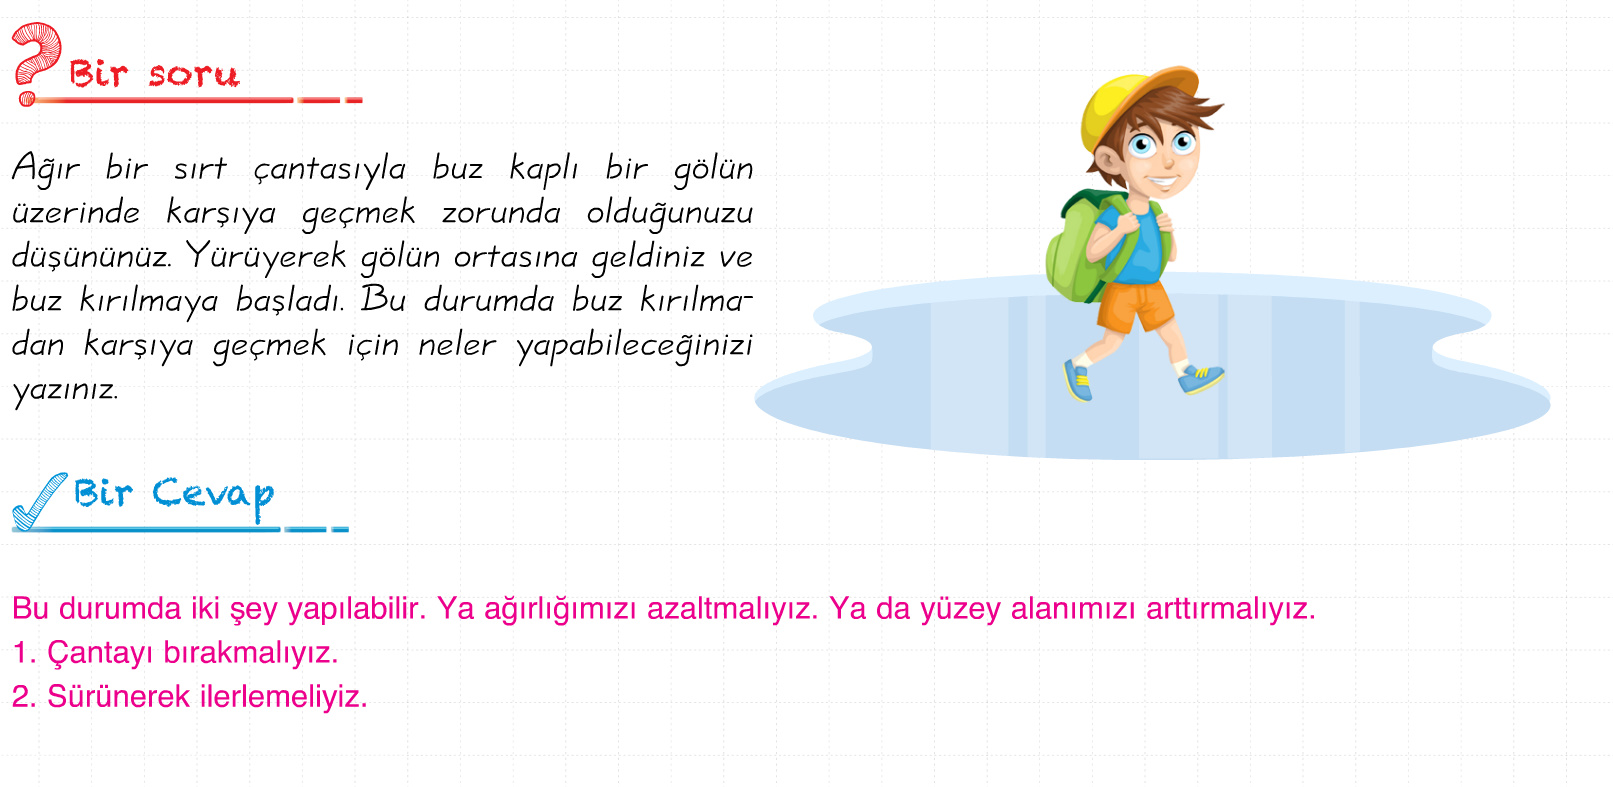 Bir soru
Ağır bir sırt çantasıyla buz kaplı bir gölün
üzerinde karşıya geçmek zorunda olduğunuzu
düşününüz. Yürüyerek gölün ortasına geldiniz ve
buz kırılmaya başladı. Bu durumda buz kırılma-
dan karşıya geçmek için neler yapabileceğinizi
yazınız.
Bir Cevap
Bu durumda iki şey yapılabilir. Ya ağırlığımızı azaltmalıyız. Ya da yüzey alanımızı arttırmalıyız.
1. Çantayı bırakmalıyız.
2. Sürünerek ilerlemeliyiz.